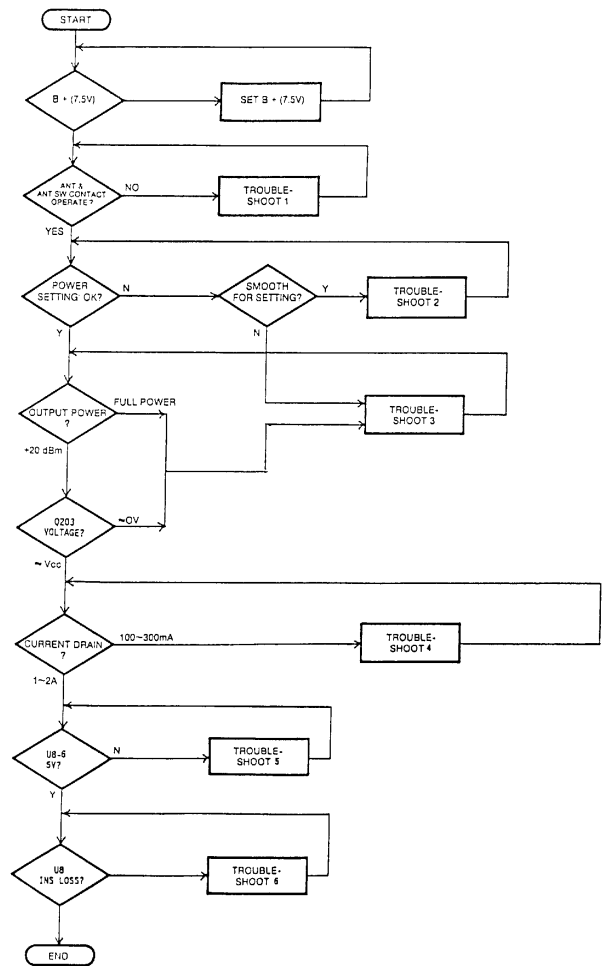 START
B + (7.5V)
SET B + (7.5V)
ANT &
ANT SW CONTACT
OPERATE?
NO
TROUBLE-
SHOOT 1
YES
POWER
SETTING OK?
N
SMOOTH
FOR SETTING?
Y
TROUBLE-
SHOOT 2
Y
N
OUTPUT POWER
?
FULL POWER
TROUBLE-
SHOOT 3
+20 dBm
Q203
VOLTAGE?
~OV
~ Vcc
CURRENT DRAIN
?
100~300mA
TROUBLE-
SHOOT 4
1~2A
U8-6
5V?
N
TROUBLE-
SHOOT 5
Y
U8
INS LOSS?
TROUBLE-
SHOOT 6
END